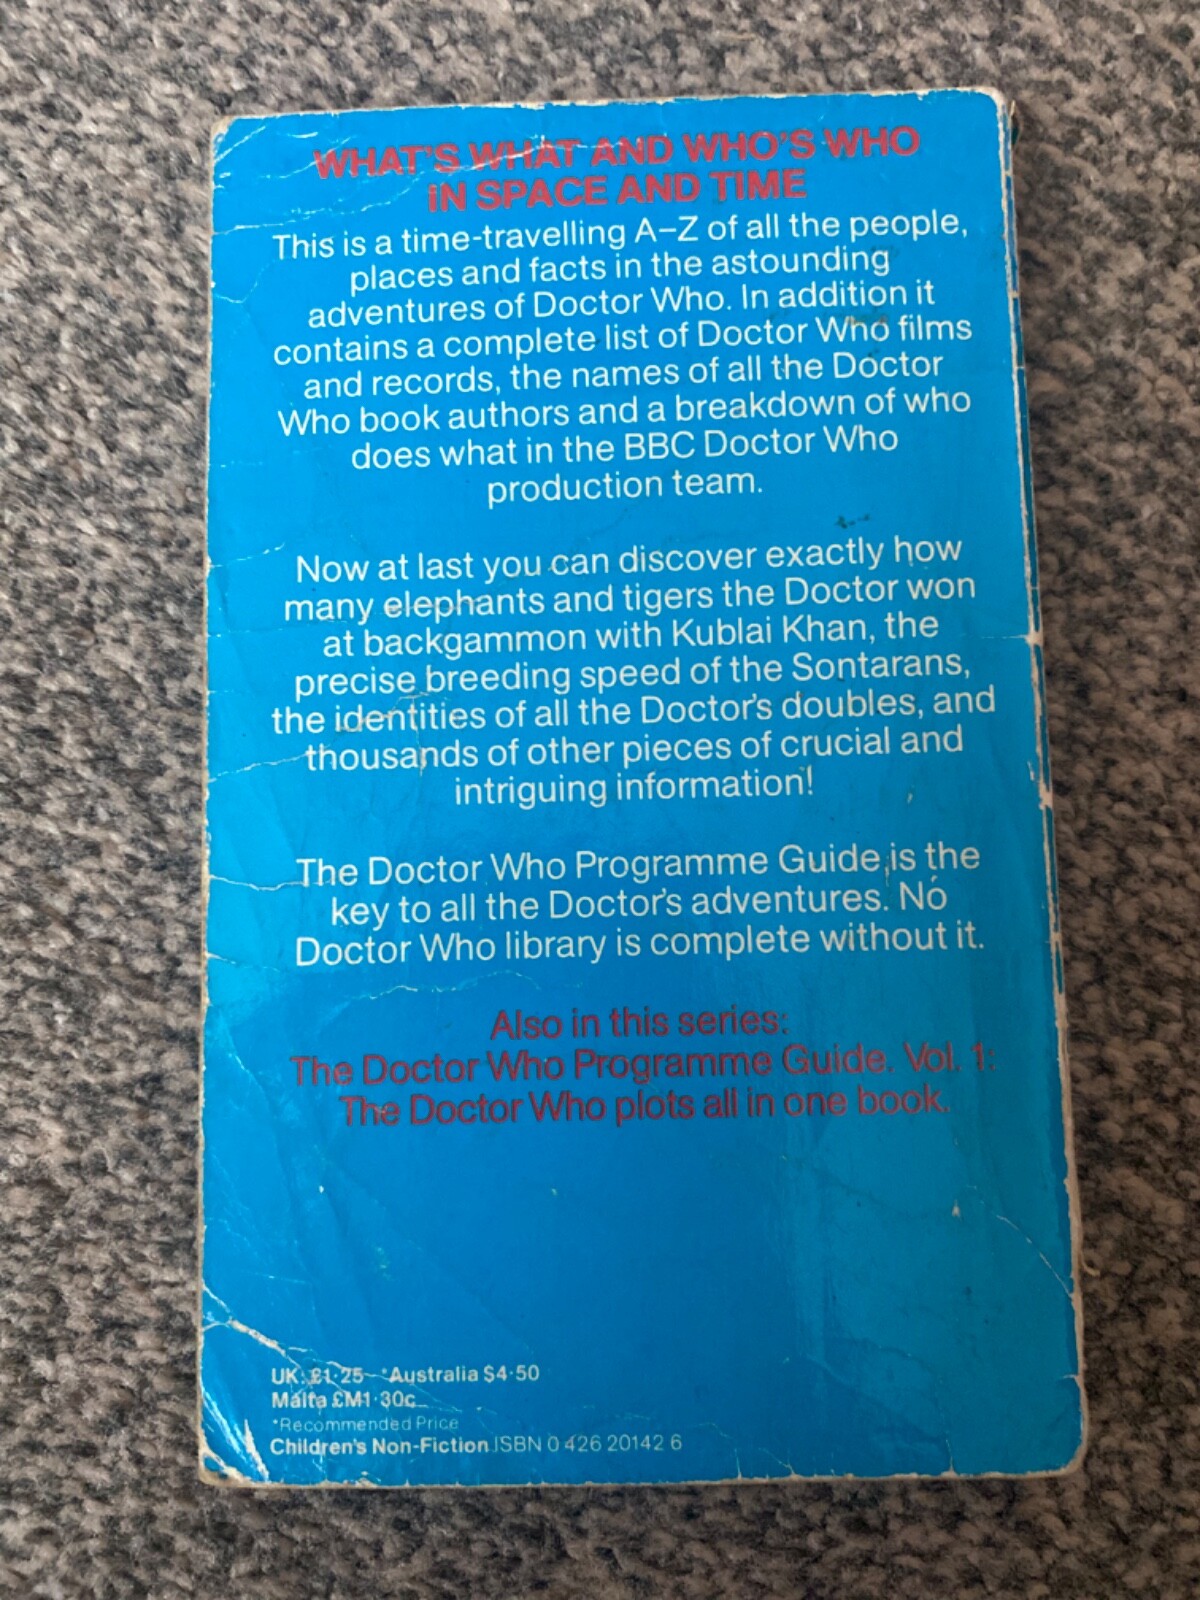 WHAT'S WHAT AND WHO'S WHO
IN SPACE AND TIME
This is a time-travelling A–Z of all the people,
places and facts in the astounding
adventures of Doctor Who. In addition it
contains a complete list of Doctor Who films
and records, the names of all the Doctor
Who book authors and a breakdown of who
does what in the BBC Doctor Who
production team.
Now at last you can discover exactly how
many elephants and tigers the Doctor won
at backgammon with Kublai Khan, the
precise breeding speed of the Sontarans,
the identities of all the Doctor's doubles, and
thousands of other pieces of crucial and
intriguing information!
The Doctor Who Programme Guide is the
key to all the Doctor's adventures. No
Doctor Who library is complete without it.
Also in this series:
The Doctor Who Programme Guide. Vol. 1:
The Doctor Who plots all in one book.
UK: £1·25 *Australia $4·50
Malta £M1·30c
*Recommended Price
Children's Non-Fiction ISBN 0 426 20142 6